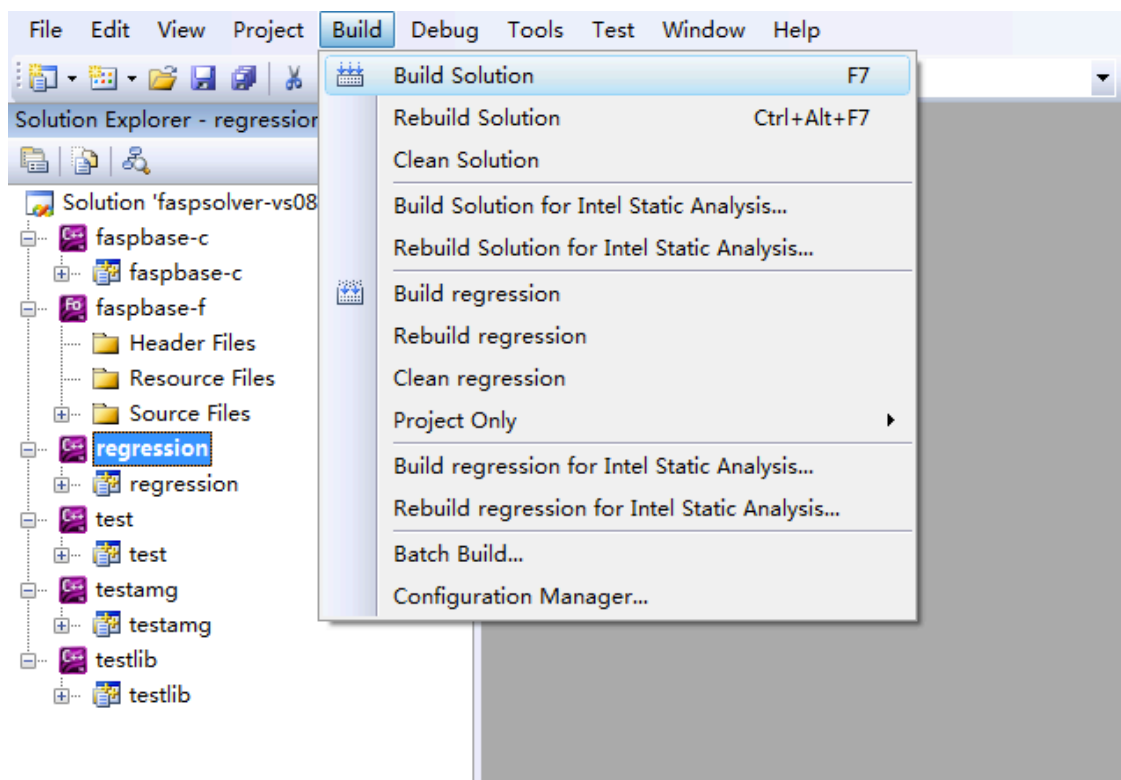 File Edit View Project Build Debug Tools Test Window Help
Solution Explorer - regression
Solution 'faspsolver-vs08
faspbase-c
faspbase-c
faspbase-f
Header Files
Resource Files
Source Files
regression
regression
test
test
testamg
testamg
testlib
testlib
Build Solution F7
Rebuild Solution Ctrl+Alt+F7
Clean Solution
Build Solution for Intel Static Analysis...
Rebuild Solution for Intel Static Analysis...
Build regression
Rebuild regression
Clean regression
Project Only
Build regression for Intel Static Analysis...
Rebuild regression for Intel Static Analysis...
Batch Build...
Configuration Manager...